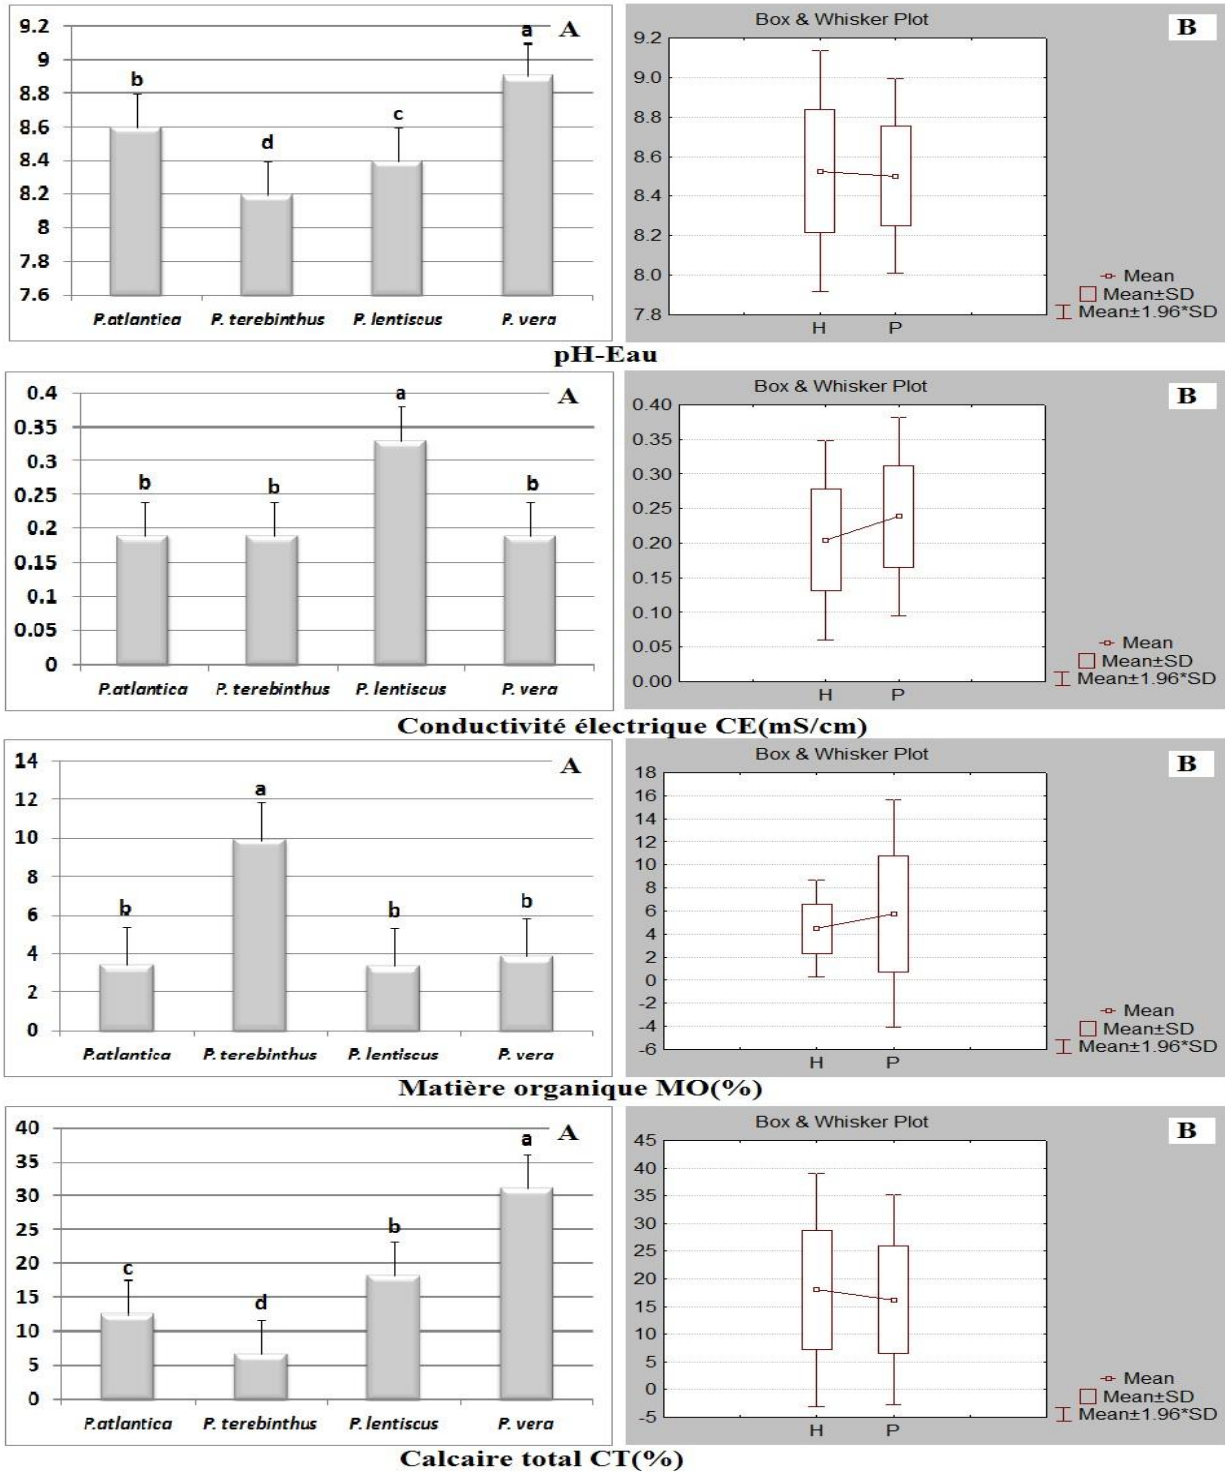 A
9.2
9
8.8
8.6
8.4
8.2
8
7.8
7.6
b
d
c
a
P.atlantica P. terebinthus P. lentiscus P. vera
Box & Whisker Plot
B
9.2
9.0
8.8
8.6
8.4
8.2
8.0
7.8
H P
Mean
Mean±SD
Mean±1.96*SD
pH-Eau
A
0.4
0.35
0.3
0.25
0.2
0.15
0.1
0.05
0
b
b
a
b
P.atlantica P. terebinthus P. lentiscus P. vera
Box & Whisker Plot
B
0.40
0.35
0.30
0.25
0.20
0.15
0.10
0.05
0.00
H P
Mean
Mean±SD
Mean±1.96*SD
Conductivité électrique CE(mS/cm)
A
14
12
10
8
6
4
2
0
b
a
b
b
P.atlantica P. terebinthus P. lentiscus P. vera
Box & Whisker Plot
B
18
16
14
12
10
8
6
4
2
0
-2
-4
-6
H P
Mean
Mean±SD
Mean±1.96*SD
Matière organique MO(%)
A
40
35
30
25
20
15
10
5
0
c
d
b
a
P.atlantica P. terebinthus P. lentiscus P. vera
Box & Whisker Plot
B
45
40
35
30
25
20
15
10
5
0
-5
H P
Mean
Mean±SD
Mean±1.96*SD
Calcaire total CT(%)